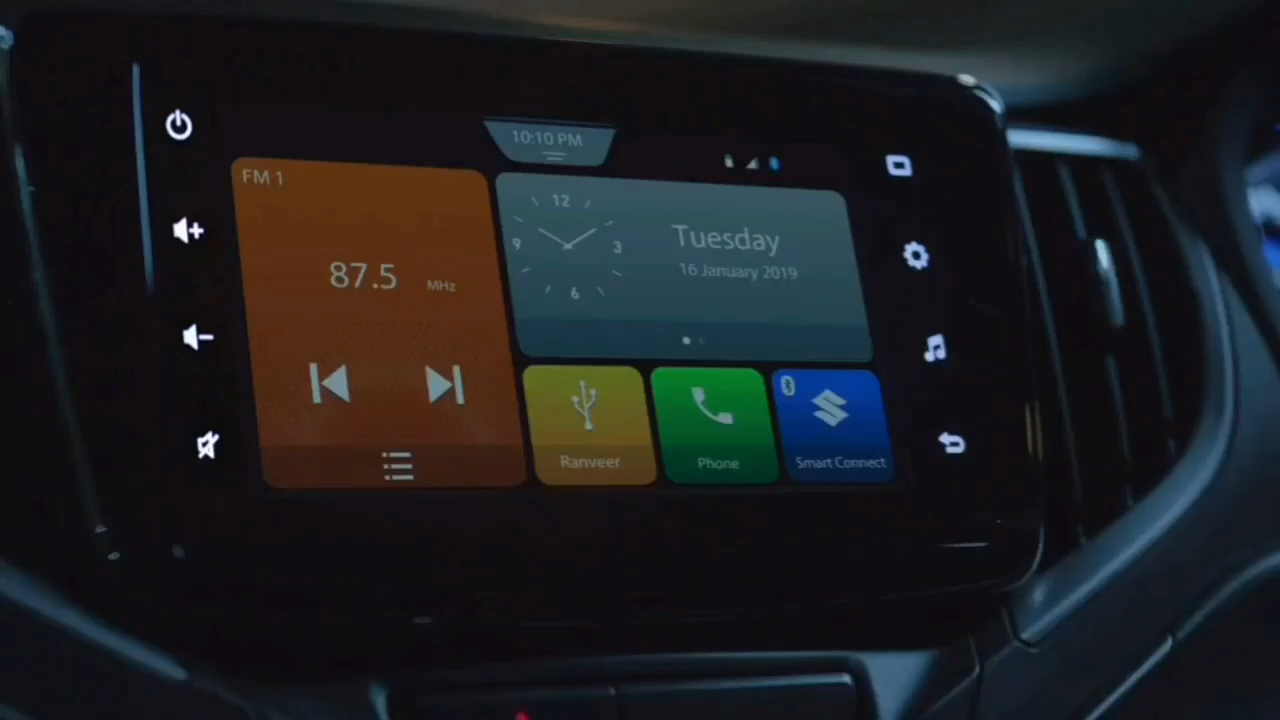 10:10 PM
FM 1
87.5 MHz
12
9
3
6
Tuesday
16 January 2019
Ranveer
Phone
Smart Connect